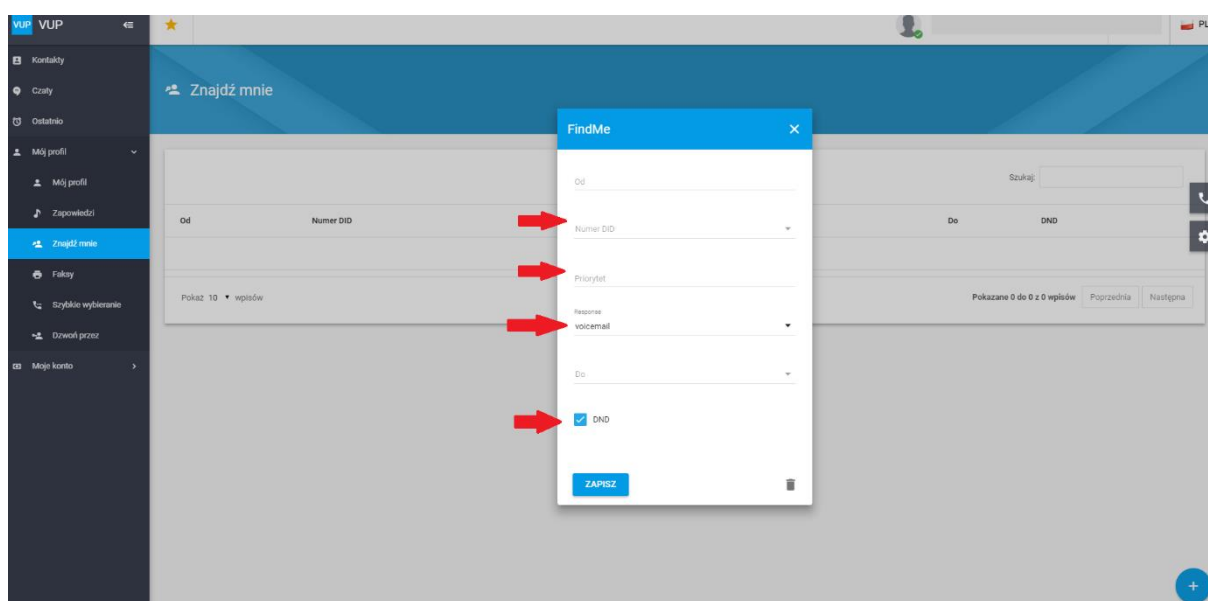 VUP VUP
PL
Kontakty
Czaty
Ostatnio
Mój profil
Mój profil
Zapowiedzi
Znajdź mnie
Faksy
Szybkie wybieranie
Dzwoń przez
Moje konto
Znajdź mnie
Szukaj:
Od Numer DID Do DND
Pokaż 10 wpisów
Pokazane 0 do 0 z 0 wpisów Poprzednia Następna
FindMe
Od
Numer DID
Priorytet
Response
voicemail
Do
DND
ZAPISZ